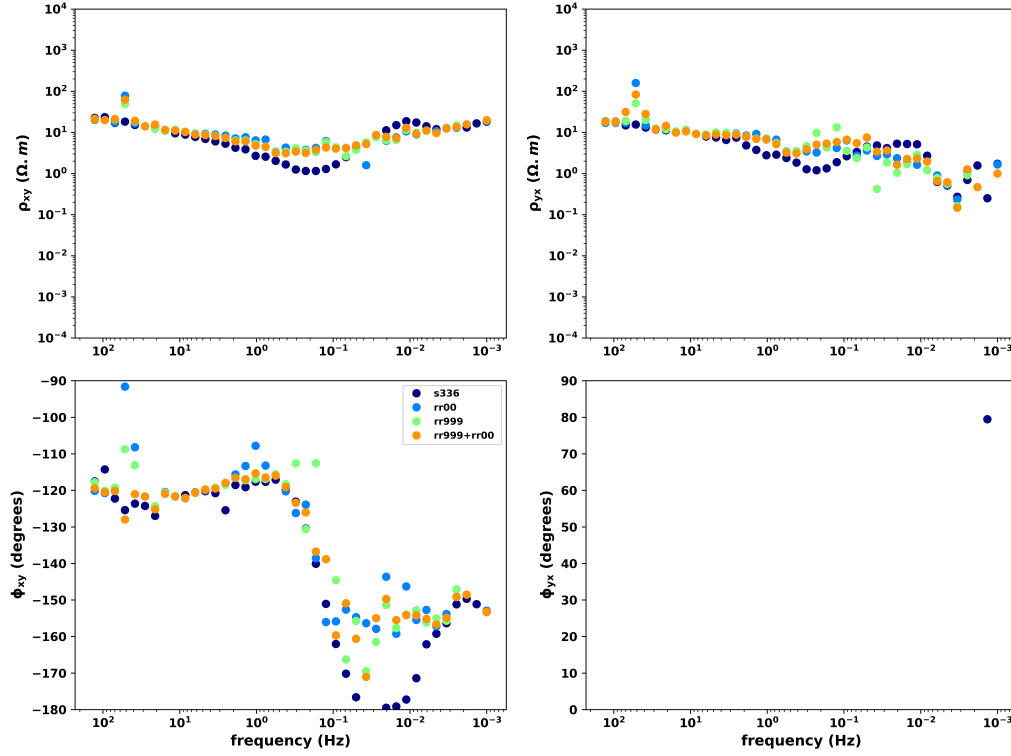 10⁴
10³
10²
10¹
10⁰
10⁻¹
10⁻²
10⁻³
10⁻⁴
ρxy (Ω. m)
10² 10¹ 10⁰ 10⁻¹ 10⁻² 10⁻³
10⁴
10³
10²
10¹
10⁰
10⁻¹
10⁻²
10⁻³
10⁻⁴
ρyx (Ω. m)
10² 10¹ 10⁰ 10⁻¹ 10⁻² 10⁻³
−90
−100
−110
−120
−130
−140
−150
−160
−170
−180
ϕxy (degrees)
s336
rr00
rr999
rr999+rr00
10² 10¹ 10⁰ 10⁻¹ 10⁻² 10⁻³
frequency (Hz)
90
80
70
60
50
40
30
20
10
0
ϕyx (degrees)
10² 10¹ 10⁰ 10⁻¹ 10⁻² 10⁻³
frequency (Hz)